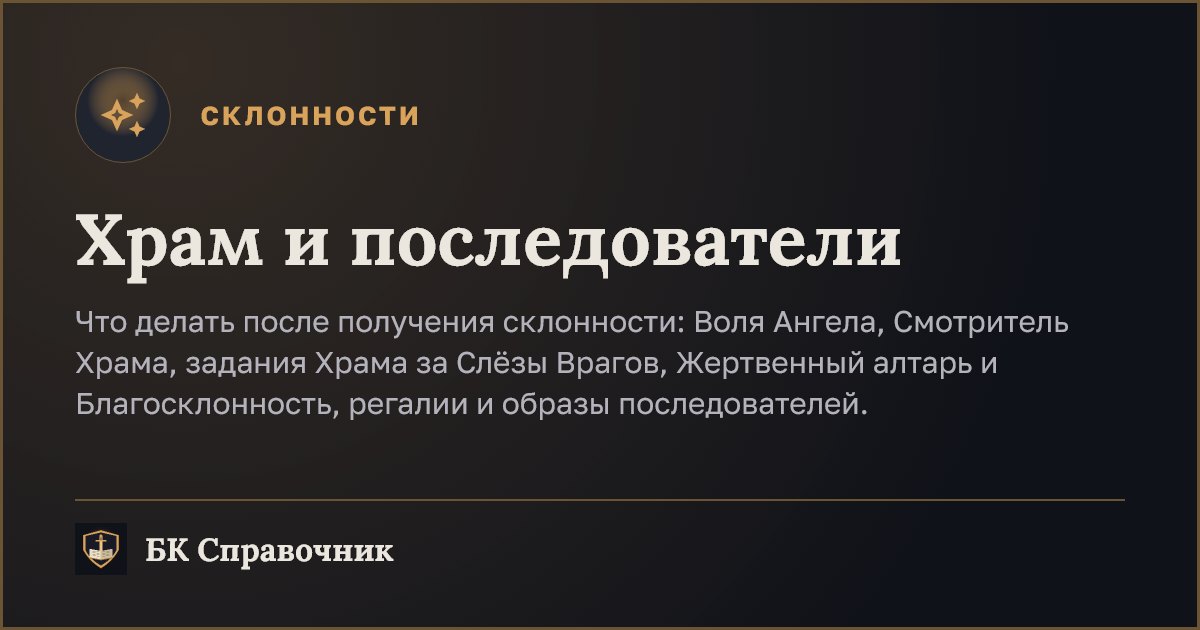 склонности
Храм и последователи
Что делать после получения склонности: Воля Ангела, Смотритель
Храма, задания Храма за Слёзы Врагов, Жертвенный алтарь и
Благосклонность, регалии и образы последователей.
БК Справочник